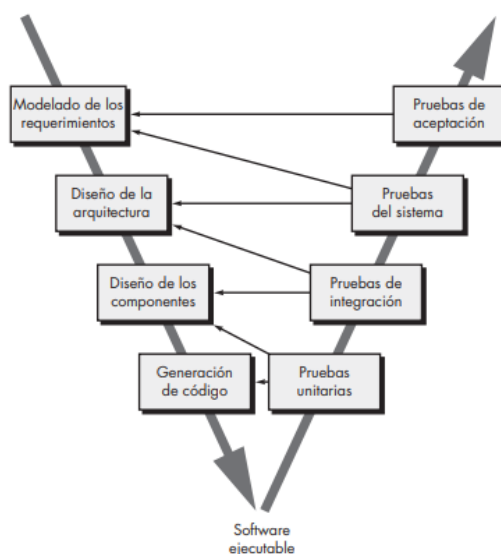 Modelado de los
requerimientos
Pruebas de
aceptación
Diseño de la
arquitectura
Pruebas
del sistema
Diseño de los
componentes
Pruebas de
integración
Generación
de código
Pruebas
unitarias
Software
ejecutable